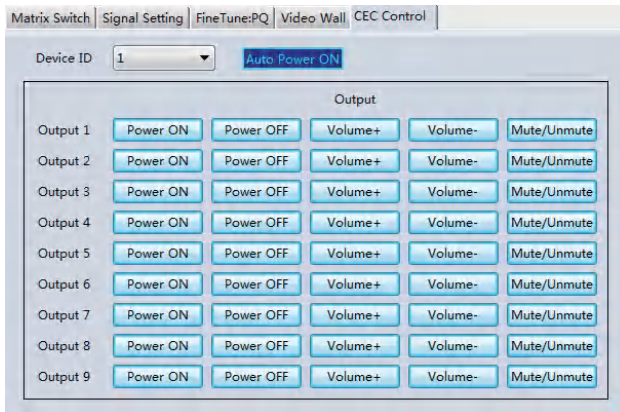 Matrix Switch Signal Setting FineTune:PQ Video Wall CEC Control
Device ID 1 Auto Power ON
Output
Output 1 Power ON Power OFF Volume+ Volume- Mute/Unmute
Output 2 Power ON Power OFF Volume+ Volume- Mute/Unmute
Output 3 Power ON Power OFF Volume+ Volume- Mute/Unmute
Output 4 Power ON Power OFF Volume+ Volume- Mute/Unmute
Output 5 Power ON Power OFF Volume+ Volume- Mute/Unmute
Output 6 Power ON Power OFF Volume+ Volume- Mute/Unmute
Output 7 Power ON Power OFF Volume+ Volume- Mute/Unmute
Output 8 Power ON Power OFF Volume+ Volume- Mute/Unmute
Output 9 Power ON Power OFF Volume+ Volume- Mute/Unmute